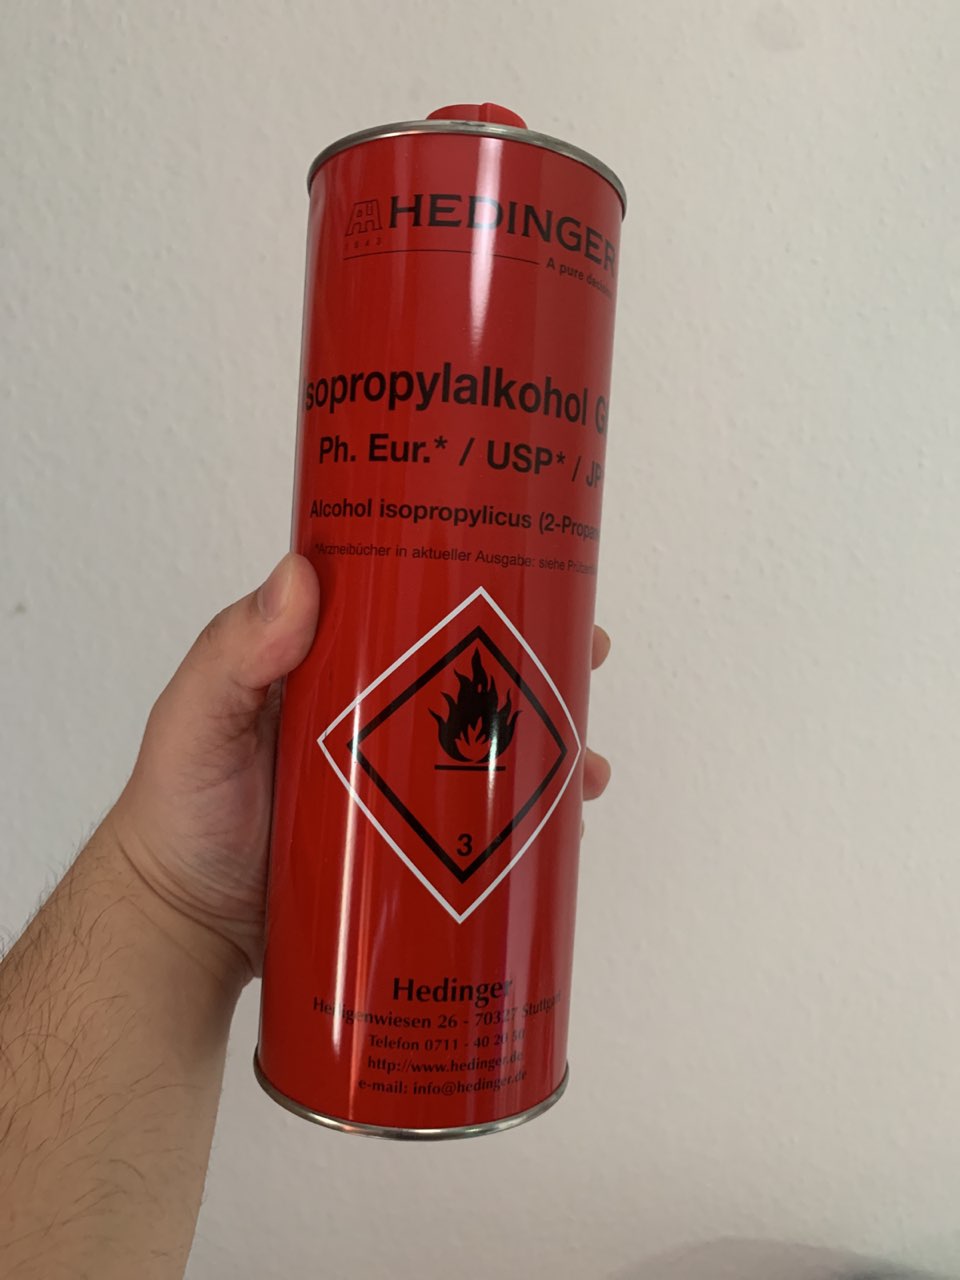 HEDINGER
1843
A pure decision
sopropylalkohol G
Ph. Eur.* / USP* / JP
Alcohol isopropylicus (2-Propan
*Arzneibücher in aktueller Ausgabe: siehe
3
Hedinger
Heiligenwiesen 26 - 70327 Stuttgart
Telefon 0711 - 40 20 50
http://www.hedinger.de
e-mail: info@hedinger.de